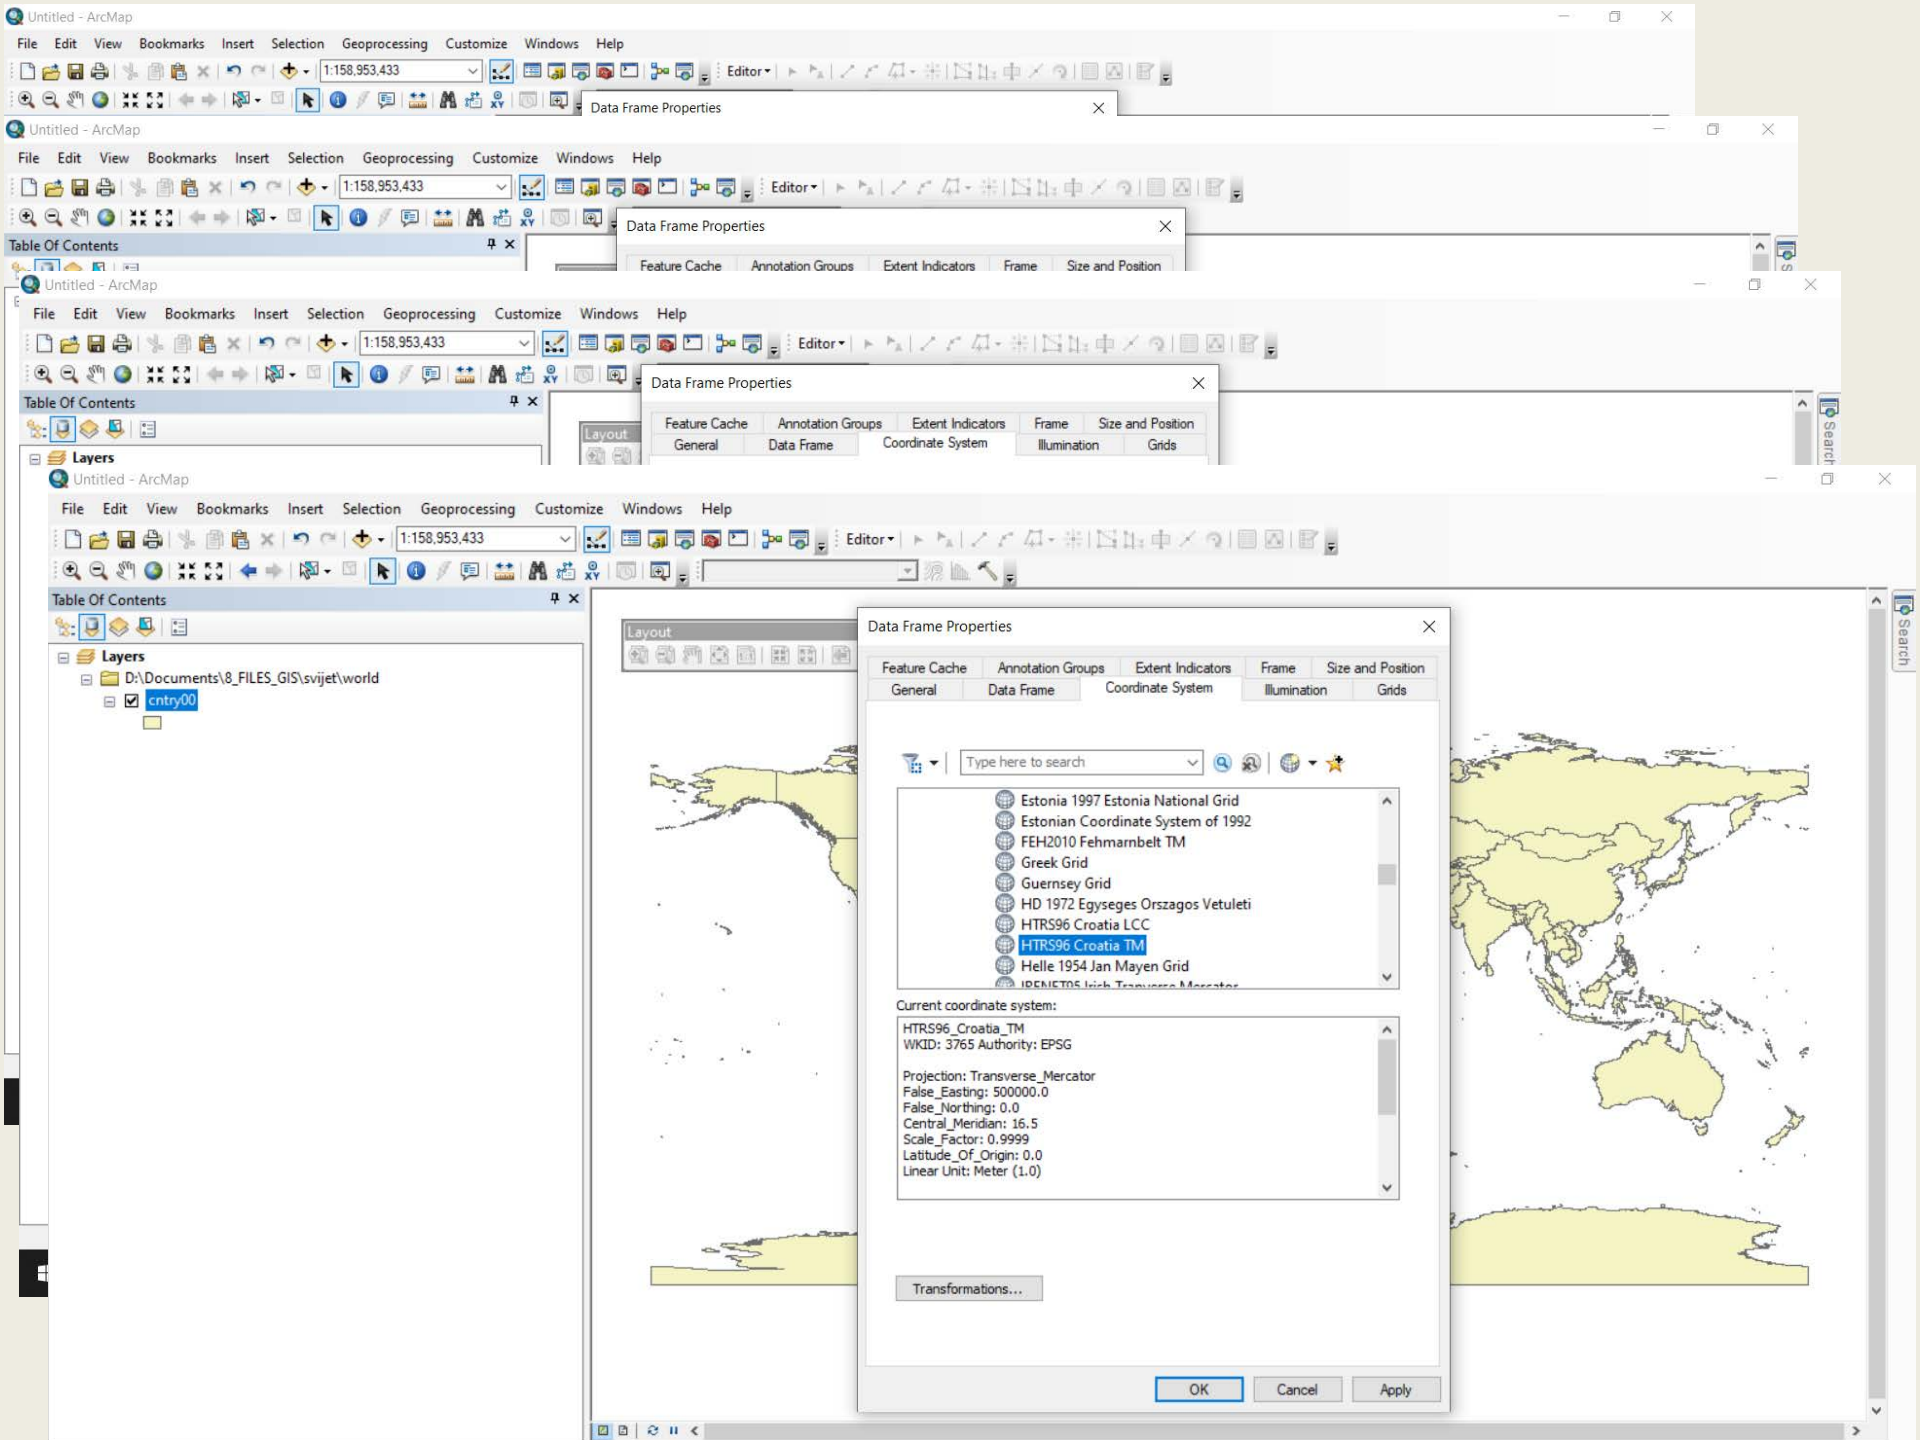 Untitled - ArcMap
File Edit View Bookmarks Insert Selection Geoprocessing Customize Windows Help
1:158,953,433 Editor
Data Frame Properties
Untitled - ArcMap
File Edit View Bookmarks Insert Selection Geoprocessing Customize Windows Help
1:158,953,433 Editor
Data Frame Properties
Table Of Contents
Feature Cache Annotation Groups Extent Indicators Frame Size and Position
Untitled - ArcMap
File Edit View Bookmarks Insert Selection Geoprocessing Customize Windows Help
1:158,953,433 Editor
Data Frame Properties
Table Of Contents
Feature Cache Annotation Groups Extent Indicators Frame Size and Position
Layout
General Data Frame Coordinate System Illumination Grids
Search
Layers
Untitled - ArcMap
File Edit View Bookmarks Insert Selection Geoprocessing Customize Windows Help
1:158,953,433 Editor
Table Of Contents
Layout
Data Frame Properties
Search
Layers
D:\Documents\8_FILES_GIS\svijet\world
cntry00
Feature Cache Annotation Groups Extent Indicators Frame Size and Position
General Data Frame Coordinate System Illumination Grids
Type here to search
Estonia 1997 Estonia National Grid
Estonian Coordinate System of 1992
FEH2010 Fehmarnbelt TM
Greek Grid
Guernsey Grid
HD 1972 Egyseges Orszagos Vetuleti
HTRS96 Croatia LCC
HTRS96 Croatia TM
Helle 1954 Jan Mayen Grid
IRENET95 Irish Tranverse Mercator
Current coordinate system:
HTRS96_Croatia_TM
WKID: 3765 Authority: EPSG
Projection: Transverse_Mercator
False_Easting: 500000.0
False_Northing: 0.0
Central_Meridian: 16.5
Scale_Factor: 0.9999
Latitude_Of_Origin: 0.0
Linear Unit: Meter (1.0)
Transformations...
OK Cancel Apply